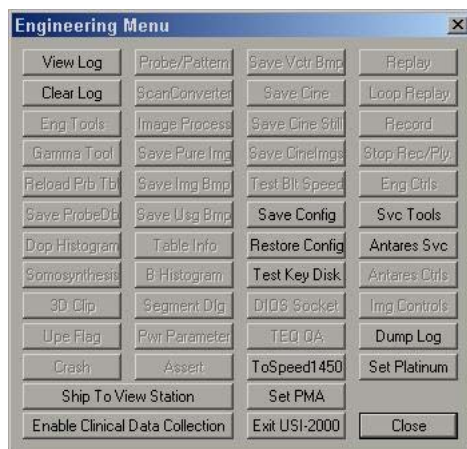 Engineering Menu
View Log Probe/Pattern Save Vctr Bmp Replay
Clear Log ScanConverter Save Cine Loop Replay
Eng Tools Image Process Save Cine Still Record
Gamma Tool Save Pure Img Save CineImgs Stop Rec/Ply
Reload Prb Tbl Save Img Bmp Test Blt Speed Eng Ctrls
Save ProbeDb Save Usg Bmp Save Config Svc Tools
Dop Histogram Table Info Restore Config Antares Svc
Somosynthesis B Histogram Test Key Disk Antares Ctrls
3D Clip Segment Dlg DIOS Socket Img Controls
Upe Flag Pwr Parameter TEQ QA Dump Log
Crash Assert ToSpeed1450 Set Platinum
Ship To View Station Set PMA
Enable Clinical Data Collection Exit USI-2000 Close